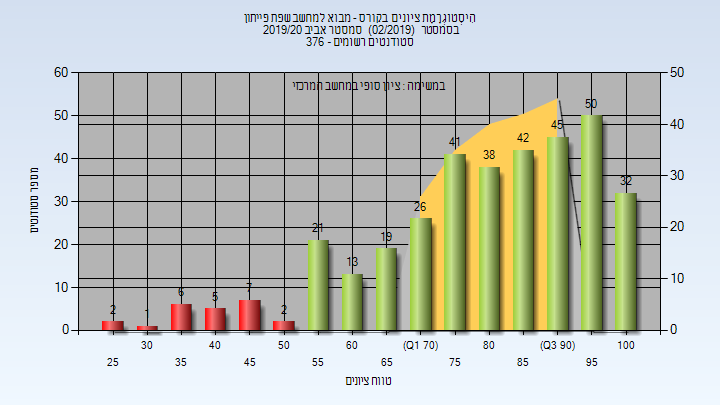 היסטוגרמת ציונים בקורס - מבוא למחשב שפת פייתון
בסמסטר (02/2019) סמסטר אביב 2019/20
סטודנטים רשומים - 376
במשימה : ציון סופי במחשב המרכזי
60 50 40 30 20 10 0
50 40 30 20 10 0
מספר סטודנטים
2 1 6 5 7 2 21 13 19 26 41 38 42 45 50 32
30 40 50 60 (Q1 70) 80 (Q3 90) 100
25 35 45 55 65 75 85 95
טווח ציונים